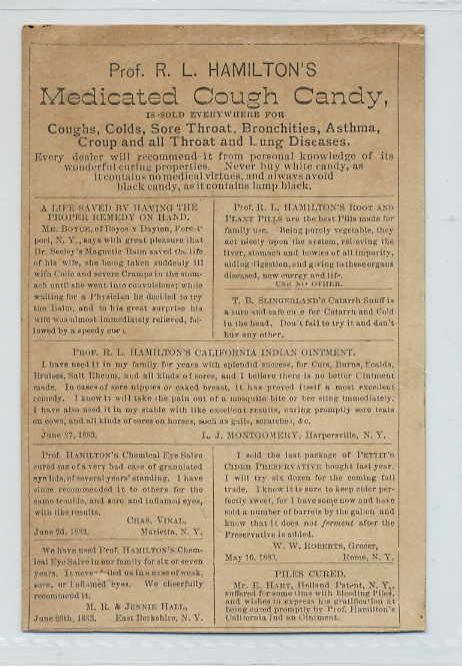 Prof. R. L. HAMILTON'S
Medicated Cough Candy,
IS SOLD EVERYWHERE FOR
Coughs, Colds, Sore Throat, Bronchities, Asthma,
Croup and all Throat and Lung Diseases.
Every dealer will recommend it from personal knowledge of its
wonderful curing properties. Never buy white candy, as
it contains no medical virtues, and always avoid
black candy, as it contains lamp black.
A LIFE SAVED BY HAVING THE
PROPER REMEDY ON HAND.
MR. BOYCE, of Boyce & Dayton,
port, N. Y., says with great pleasure that
Dr. Seeley's Magnetic Balm saved the life
of his wife, she being taken suddenly ill
with Colic and severe Cramps in the stom-
ach until she went into convulsions; while
waiting for a Physician he decided to try
the Balm, and to his great surprise his
wife was almost immediately relieved, fol-
lowed by a speedy cure.
Prof. R. L. HAMILTON'S ROOT AND
PLANT PILLS are the best Pills made for
family use. Being purely vegetable, they
act nicely upon the system, relieving the
liver, stomach and bowels of all impurity,
aiding digestion, and giving to these organs
diseased, new energy and life.
USE NO OTHER.
T. B. SLINGERLAND'S Catarrh Snuff is
a sure and safe cure for Catarrh and Cold
in the head. Don't fail to try it and don't
buy any other.
PROF. R. L. HAMILTON'S CALIFORNIA INDIAN OINTMENT.
I have used it in my family for years with splendid success, for Cuts, Burns, Scalds,
Bruises, Salt Rheum, and all kinds of sores, and I believe there is no better Ointment
made. In cases of sore nipples or caked breast, it has proved itself a most excellent
remedy. I know it will take the pain out of a mosquito bite or bee sting immediately.
I have also used it in my stable with like excellent results, curing promptly sore teats
on cows, and all kinds of sores on horses, such as galls, scratches, &c.
June 27, 1883. L. J. MONTGOMERY, Harpersville, N. Y.
Prof. HAMILTON'S Chemical Eye Salve
cured me of a very bad case of granulated
eye lids, of several years' standing. I have
since recommended it to others for the
same trouble, and sore and inflamed eyes,
with like results.
CHAS. VINAL,
June 2d, 1883. Marietta, N. Y.
We have used Prof. HAMILTON'S Chem-
ical Eye Salve in our family for six or seven
years. It never failed us in case of weak,
sore, or inflamed eyes. We cheerfully
recommend it.
M. R. & JENNIE HALL,
June 26th, 1883. East Berkshire, N. Y.
I sold the last package of PETTIT'S
CIDER PRESERVATIVE bought last year.
I will try six dozen for the coming fall
trade. I know it is sure to keep cider per-
fectly sweet, for I have some now and have
sold a number of barrels by the gallon and
know that it does not ferment after the
Preservative is added.
W. W. ROBERTS, Grocer,
May 16, 1883. Rome, N. Y.
PILES CURED.
Mr. E. HART, Holland Patent, N. Y.,
suffered for some time with bleeding Piles,
and wishes to express his gratification at
being cured promptly by Prof. Hamilton's
California Indian Ointment.